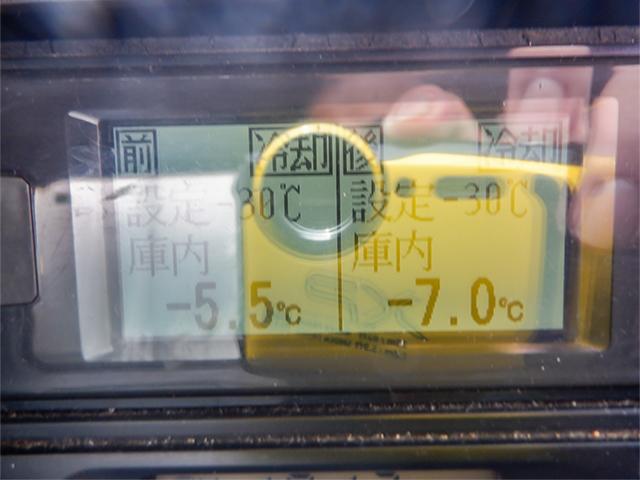 前 冷却
設定 -30℃
庫内
-5.5℃
後 冷却
設定 -30℃
庫内
-7.0℃